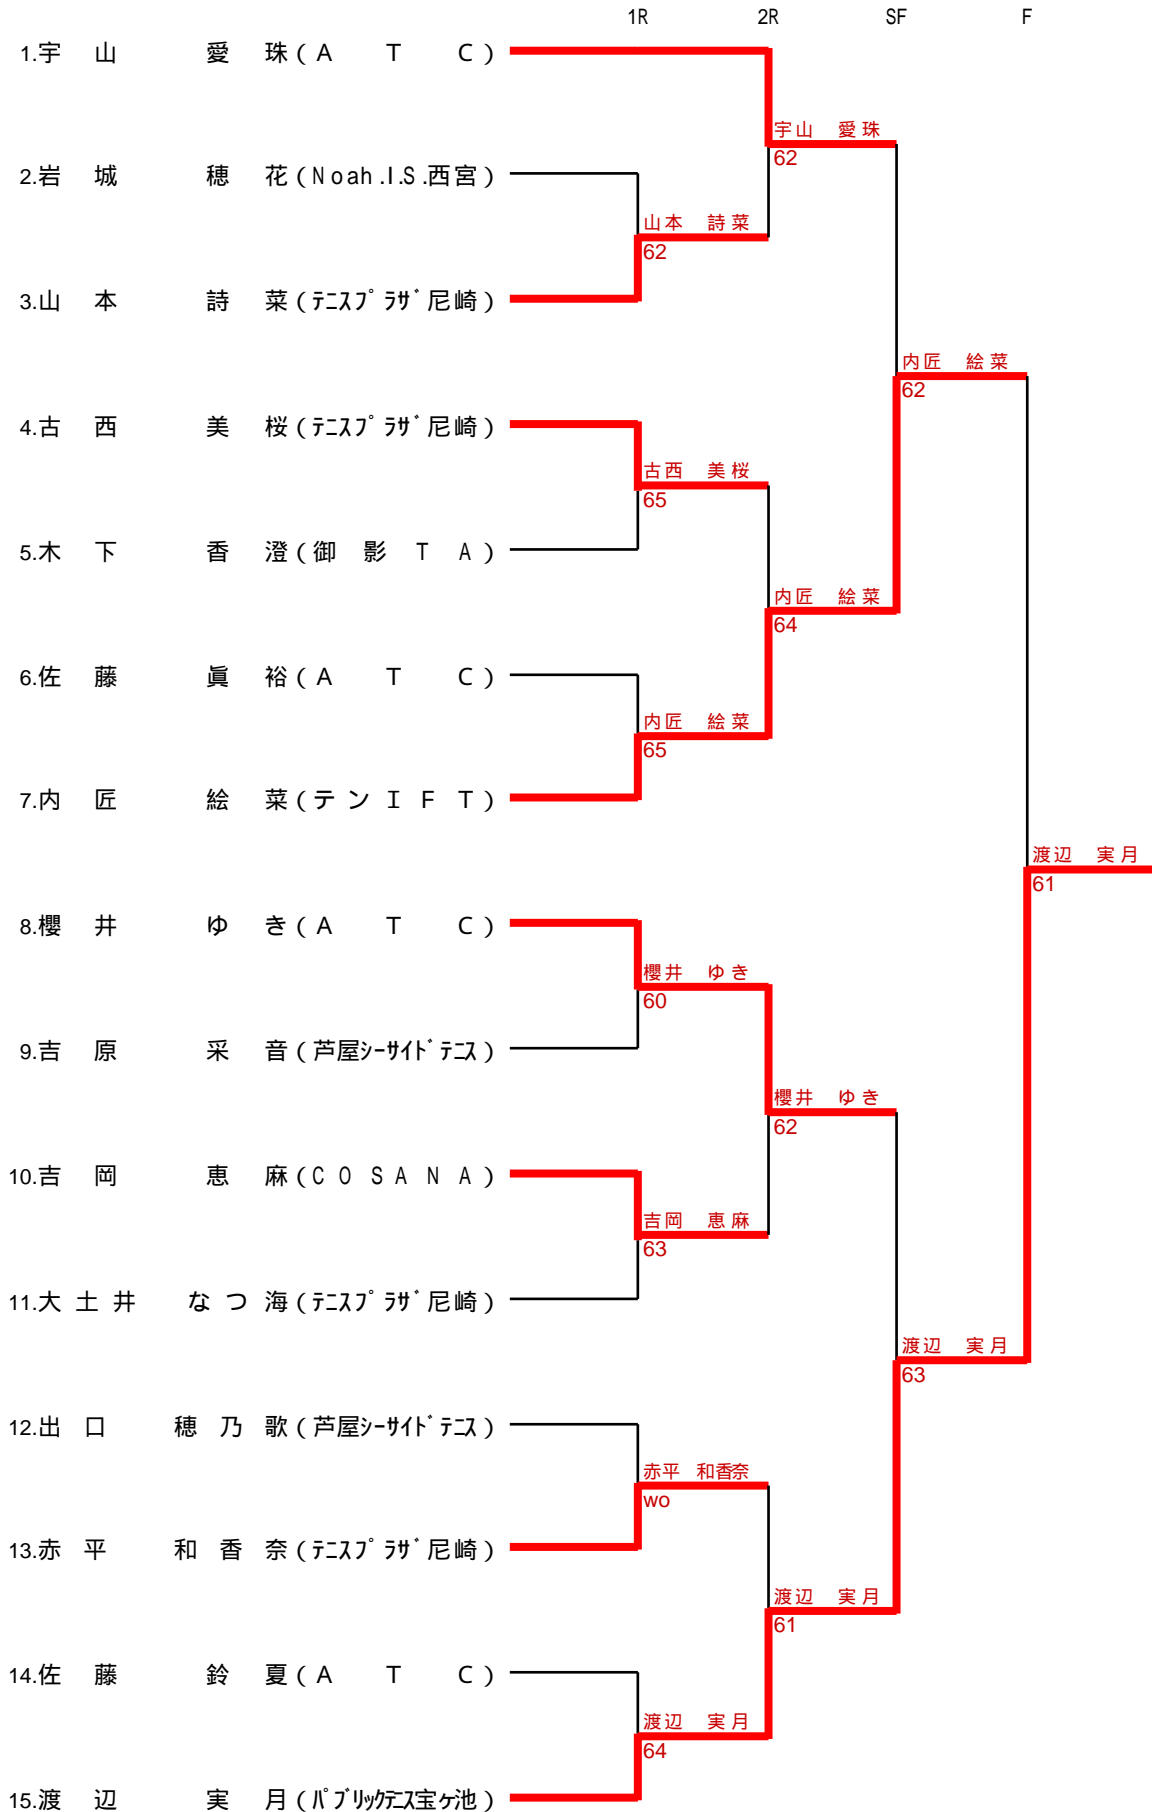 1R 2R SF F
1.宇山 愛珠(ATC)
宇山 愛珠
62
2.岩城 穂花(Noah.I.S.西宮)
山本 詩菜
62
3.山本 詩菜(テニスプラザ尼崎)
内匠 絵菜
62
4.古西 美桜(テニスプラザ尼崎)
古西 美桜
65
5.木下 香澄(御影TA)
内匠 絵菜
64
6.佐藤 眞裕(ATC)
内匠 絵菜
65
7.内匠 絵菜(テンIFT)
渡辺 実月
61
8.櫻井 ゆき(ATC)
櫻井 ゆき
60
9.吉原 采音(芦屋シーサイドテニス)
櫻井 ゆき
62
10.吉岡 恵麻(COSANA)
吉岡 恵麻
63
11.大土井 なつ海(テニスプラザ尼崎)
渡辺 実月
63
12.出口 穂乃歌(芦屋シーサイドテニス)
赤平 和香奈
wo
13.赤平 和香奈(テニスプラザ尼崎)
渡辺 実月
61
14.佐藤 鈴夏(ATC)
渡辺 実月
64
15.渡辺 実月(パブリックテニス宝ヶ池)